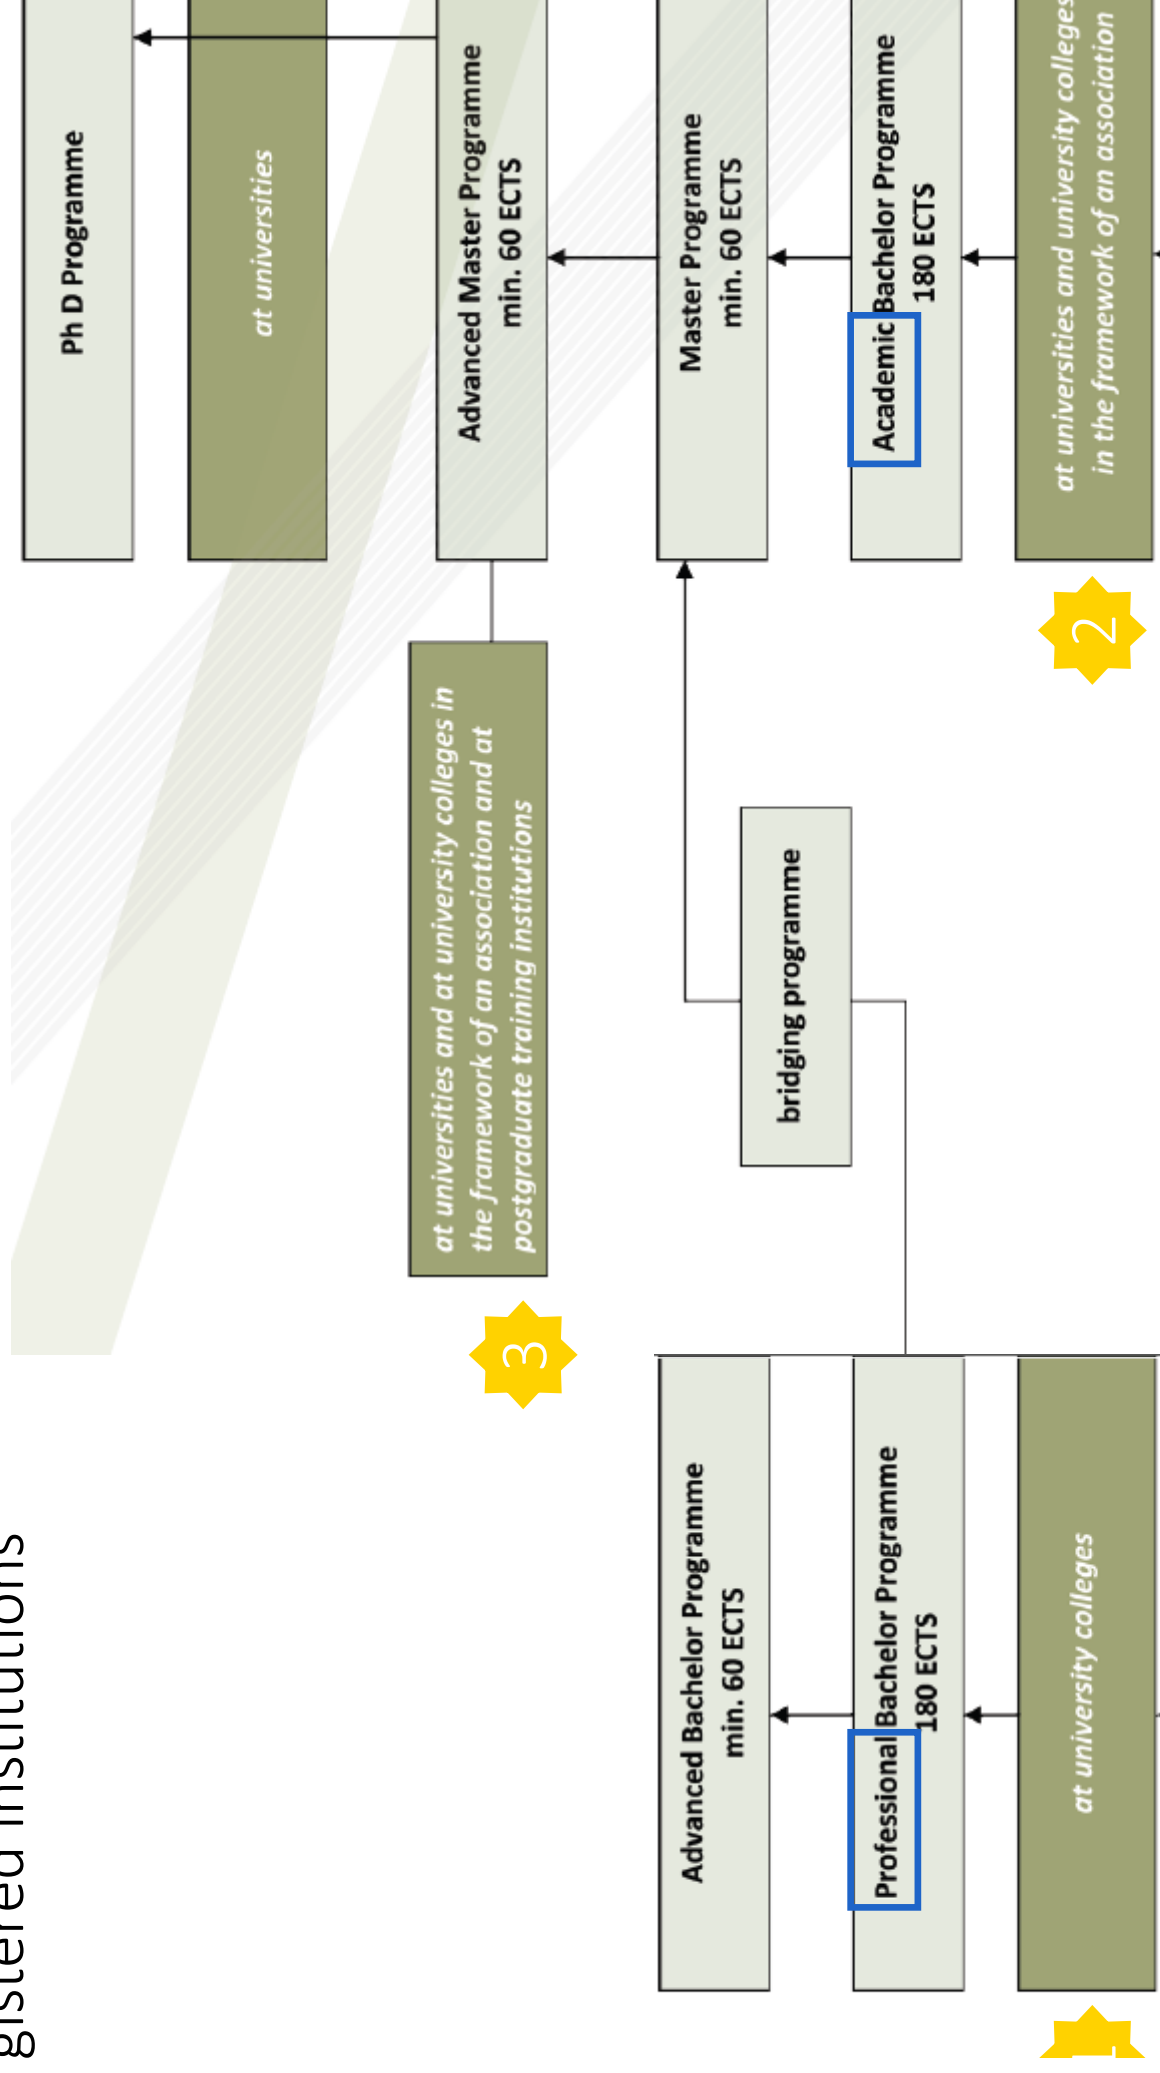 gistered institutions
Ph D Programme
at universities
at universities and at university colleges in
the framework of an association and at
postgraduate training institutions
Advanced Master Programme
min. 60 ECTS
3
Advanced Bachelor Programme
min. 60 ECTS
Master Programme
min. 60 ECTS
bridging programme
Professional Bachelor Programme
180 ECTS
Academic Bachelor Programme
180 ECTS
at university colleges
at universities and university colleges
in the framework of an association
2